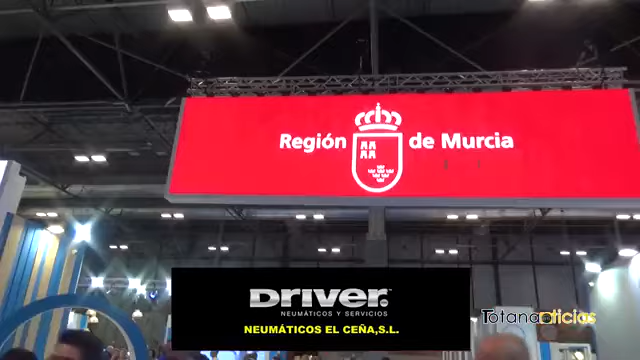 Región de Murcia
DRIVER
NEUMÁTICOS Y SERVICIOS
NEUMÁTICOS EL CEÑA,S.L.
Totananoticias